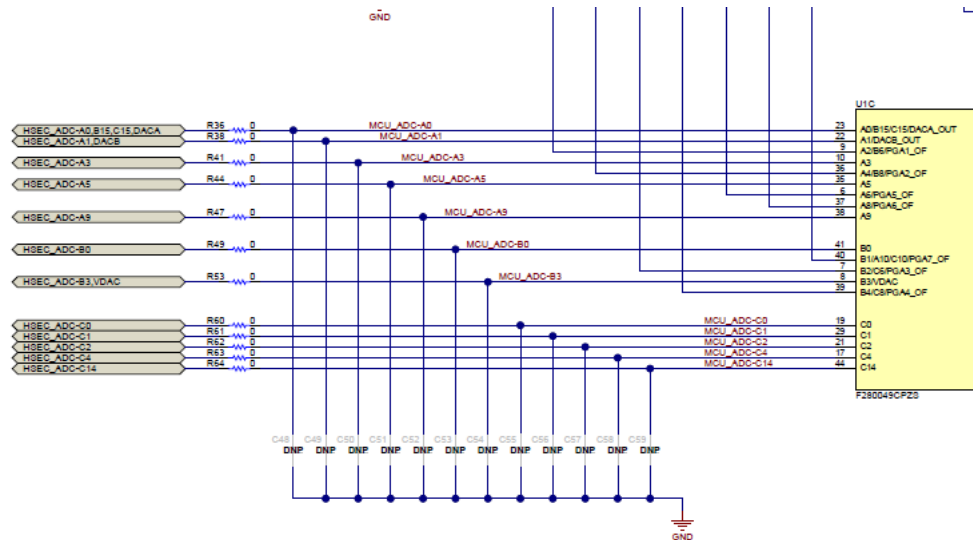 GND
U1C
HSEC_ADC-A0,B15,C15,DACA R36 0 MCU_ADC-A0 23 A0/B15/C15/DACA_OUT
HSEC_ADC-A1,DACB R38 0 MCU_ADC-A1 22 A1/DACB_OUT
9 A2/B6/PGA1_OF
HSEC_ADC-A3 R41 0 MCU_ADC-A3 10 A3
36 A4/B8/PGA2_OF
HSEC_ADC-A5 R44 0 MCU_ADC-A5 35 A5
6 A6/PGA5_OF
37 A8/PGA6_OF
HSEC_ADC-A9 R47 0 MCU_ADC-A9 38 A9
HSEC_ADC-B0 R49 0 MCU_ADC-B0 41 B0
40 B1/A10/C10/PGA7_OF
7 B2/C6/PGA3_OF
HSEC_ADC-B3,VDAC R53 0 MCU_ADC-B3 8 B3/VDAC
39 B4/C8/PGA4_OF
HSEC_ADC-C0 R60 0 MCU_ADC-C0 19 C0
HSEC_ADC-C1 R61 0 MCU_ADC-C1 29 C1
HSEC_ADC-C2 R62 0 MCU_ADC-C2 21 C2
HSEC_ADC-C4 R63 0 MCU_ADC-C4 17 C4
HSEC_ADC-C14 R64 0 MCU_ADC-C14 44 C14
F280049CPZS
C48 C49 C50 C51 C52 C53 C54 C55 C56 C57 C58 C59
DNP DNP DNP DNP DNP DNP DNP DNP DNP DNP DNP DNP
GND